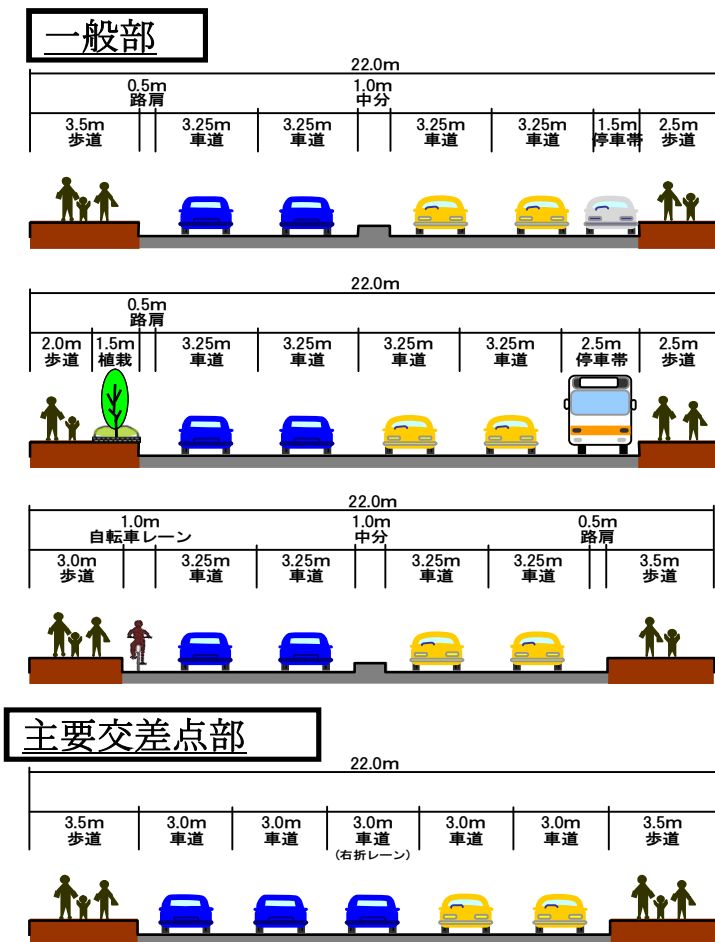 一般部
22.0m
0.5m 1.0m
路肩 中分
3.5m 3.25m 3.25m 3.25m 3.25m 1.5m 2.5m
歩道 車道 車道 車道 車道 停車帯 歩道
22.0m
0.5m
路肩
2.0m 1.5m 3.25m 3.25m 3.25m 3.25m 2.5m 2.5m
歩道 植栽 車道 車道 車道 車道 停車帯 歩道
22.0m
1.0m 1.0m 0.5m
自転車レーン 中分 路肩
3.0m 3.25m 3.25m 3.25m 3.25m 3.5m
歩道 車道 車道 車道 車道 歩道
主要交差点部
22.0m
3.5m 3.0m 3.0m 3.0m 3.0m 3.0m 3.5m
歩道 車道 車道 車道 車道 車道 歩道
(右折レーン)